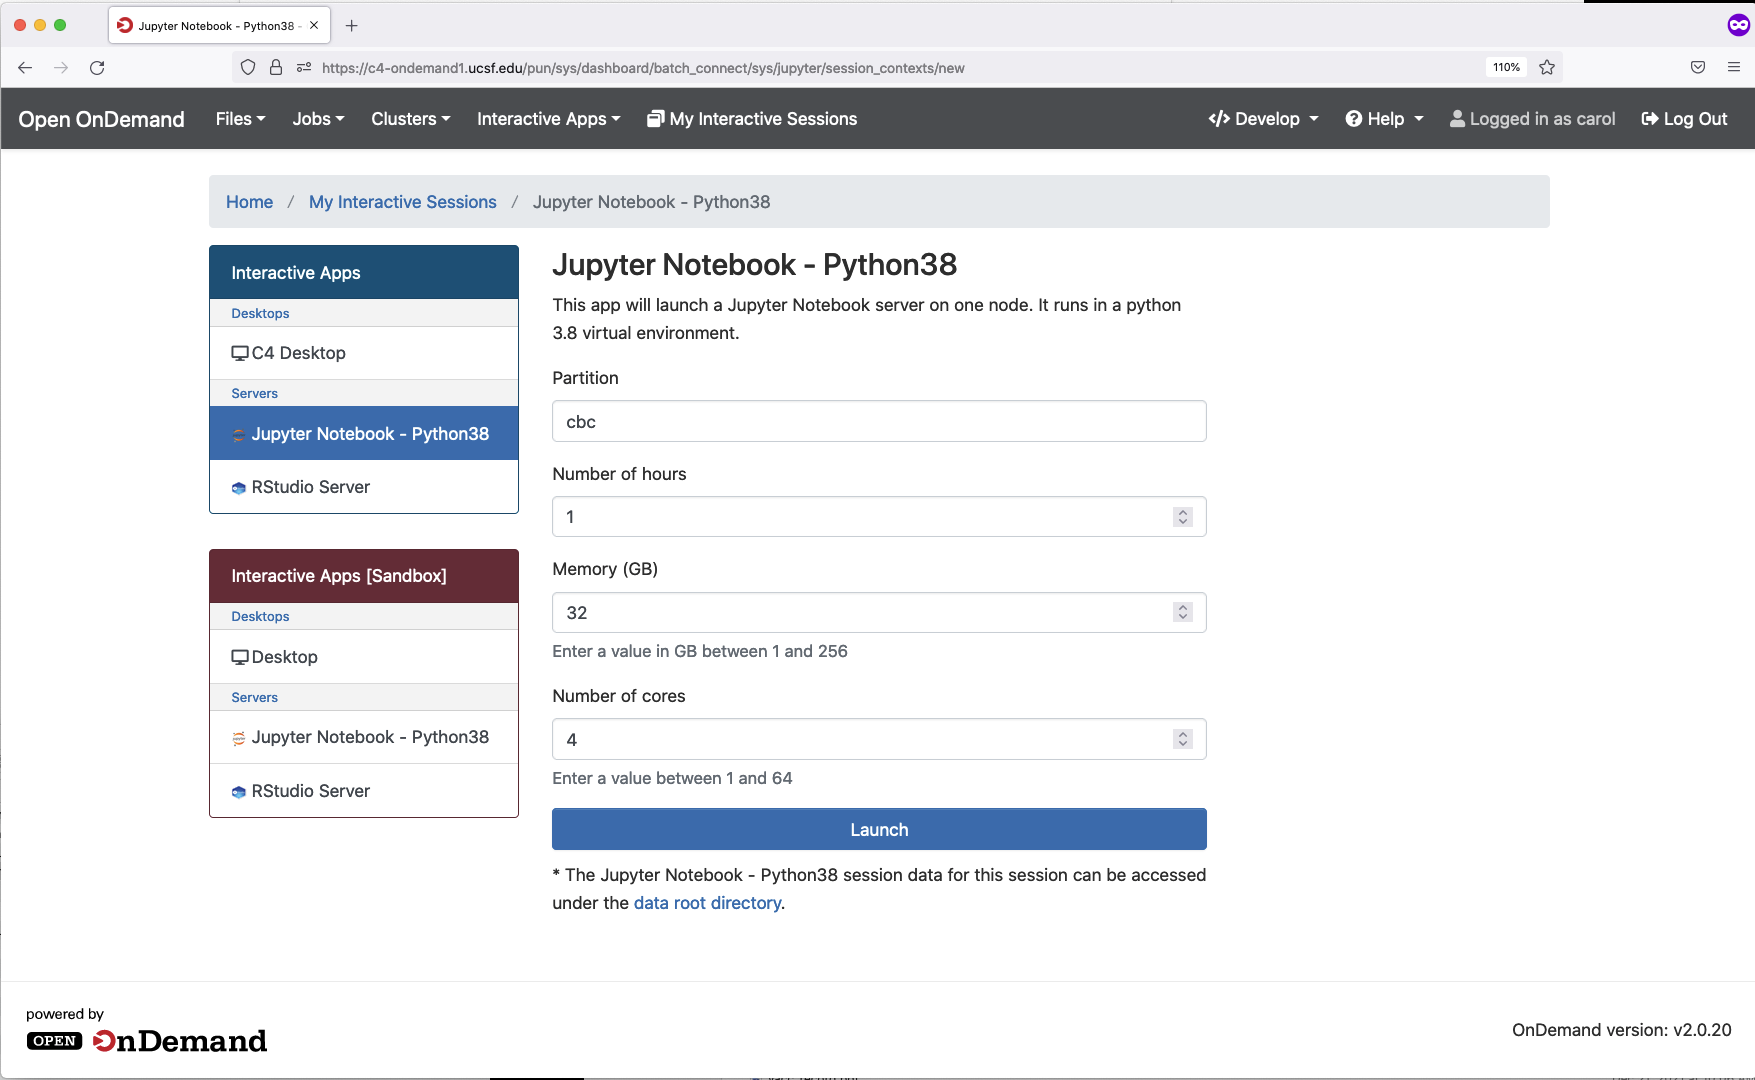 Jupyter Notebook - Python38 -
https://c4-ondemand1.ucsf.edu/pun/sys/dashboard/batch_connect/sys/jupyter/session_contexts/new
110%
Open OnDemand Files Jobs Clusters Interactive Apps My Interactive Sessions </> Develop Help Logged in as carol Log Out
Home / My Interactive Sessions / Jupyter Notebook - Python38
Interactive Apps
Desktops
C4 Desktop
Servers
Jupyter Notebook - Python38
RStudio Server
Interactive Apps [Sandbox]
Desktops
Desktop
Servers
Jupyter Notebook - Python38
RStudio Server
Jupyter Notebook - Python38
This app will launch a Jupyter Notebook server on one node. It runs in a python
3.8 virtual environment.
Partition
cbc
Number of hours
1
Memory (GB)
32
Enter a value in GB between 1 and 256
Number of cores
4
Enter a value between 1 and 64
Launch
* The Jupyter Notebook - Python38 session data for this session can be accessed
under the data root directory.
powered by
OPEN OnDemand
OnDemand version: v2.0.20